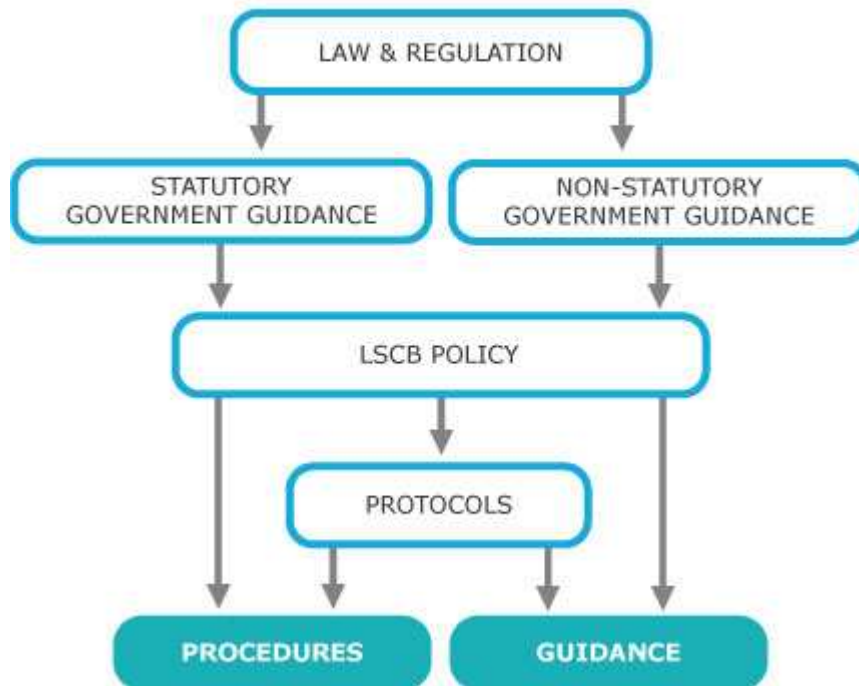 LAW & REGULATION
STATUTORY
GOVERNMENT GUIDANCE
NON-STATUTORY
GOVERNMENT GUIDANCE
LSCB POLICY
PROTOCOLS
PROCEDURES
GUIDANCE